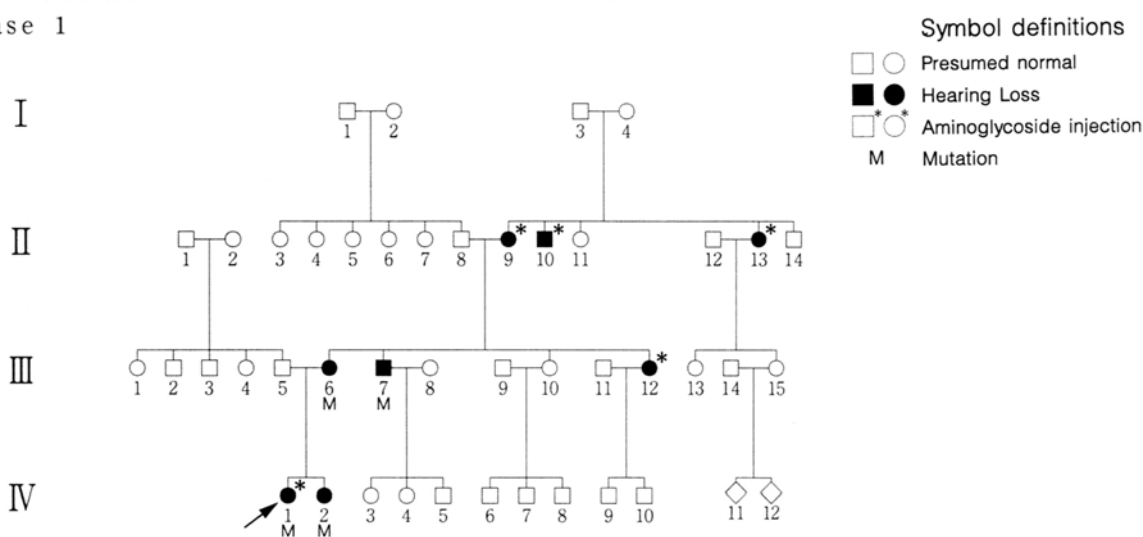 se 1
Symbol definitions
Presumed normal
Hearing Loss
* * Aminoglycoside injection
M Mutation
I
1 2 3 4
II
* * *
1 2 3 4 5 6 7 8 9 10 11 12 13 14
III
*
1 2 3 4 5 6 7 8 9 10 11 12 13 14 15
M M
IV
*
1 2 3 4 5 6 7 8 9 10 11 12
M M